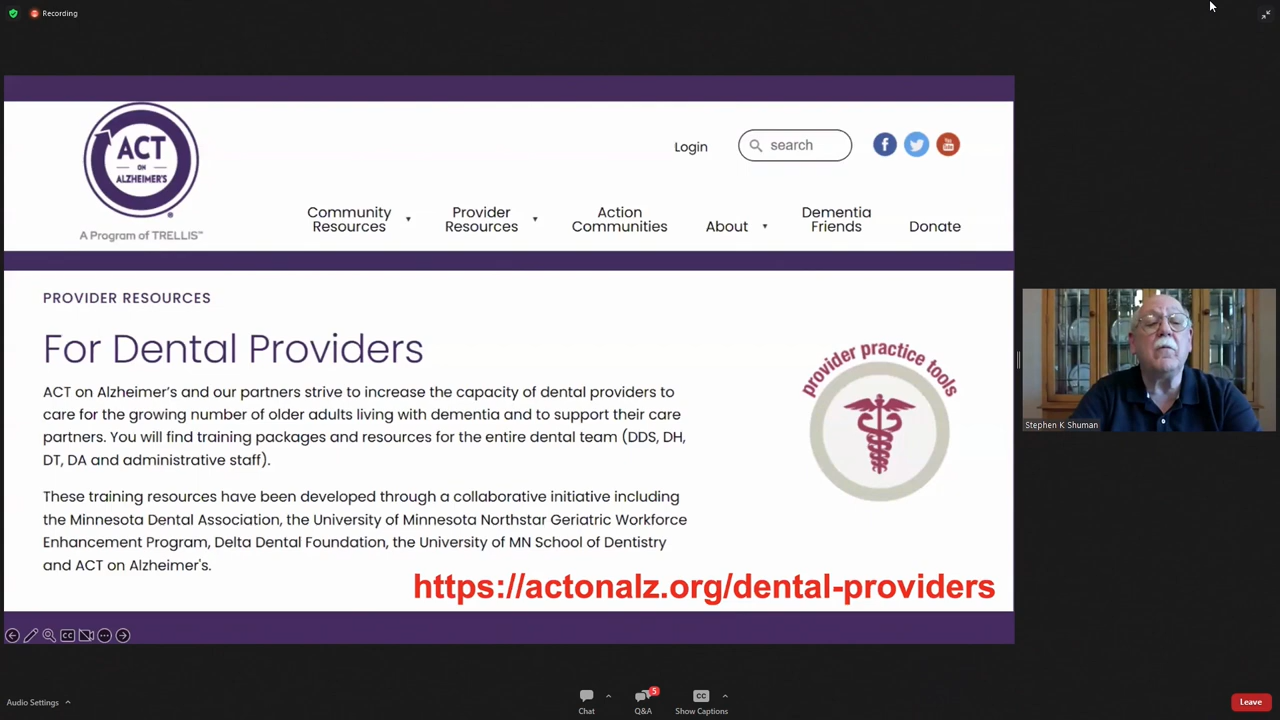 Recording
ACT
ON
ALZHEIMER'S
®
A Program of TRELLIS™
Login
search
f
You
Tube
Community
Resources
Provider
Resources
Action
Communities
About
Dementia
Friends
Donate
PROVIDER RESOURCES
For Dental Providers
ACT on Alzheimer's and our partners strive to increase the capacity of dental providers to
care for the growing number of older adults living with dementia and to support their care
partners. You will find training packages and resources for the entire dental team (DDS, DH,
DT, DA and administrative staff).
These training resources have been developed through a collaborative initiative including
the Minnesota Dental Association, the University of Minnesota Northstar Geriatric Workforce
Enhancement Program, Delta Dental Foundation, the University of MN School of Dentistry
and ACT on Alzheimer's.
provider practice tools
https://actonalz.org/dental-providers
Stephen K Shuman
CC
Audio Settings
Chat
5
Q&A
CC
Show Captions
Leave